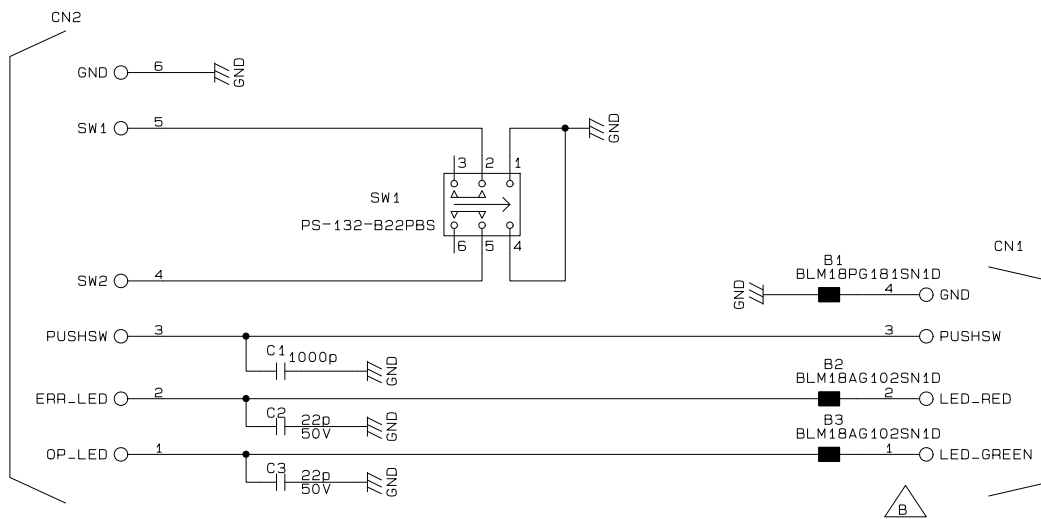 CN2
GND 6 GND
SW1 5 GND
3 2 1
SW1
PS-132-B22PBS
6 5 4
CN1
SW2 4
B1
BLM18PG181SN1D
GND 4 GND
PUSHSW 3 3 PUSHSW
C1 1000p GND
B2
BLM18AG102SN1D
ERR_LED 2 2 LED_RED
C2 22p
50V GND
B3
BLM18AG102SN1D
OP_LED 1 1 LED_GREEN
C3 22p
50V GND
B